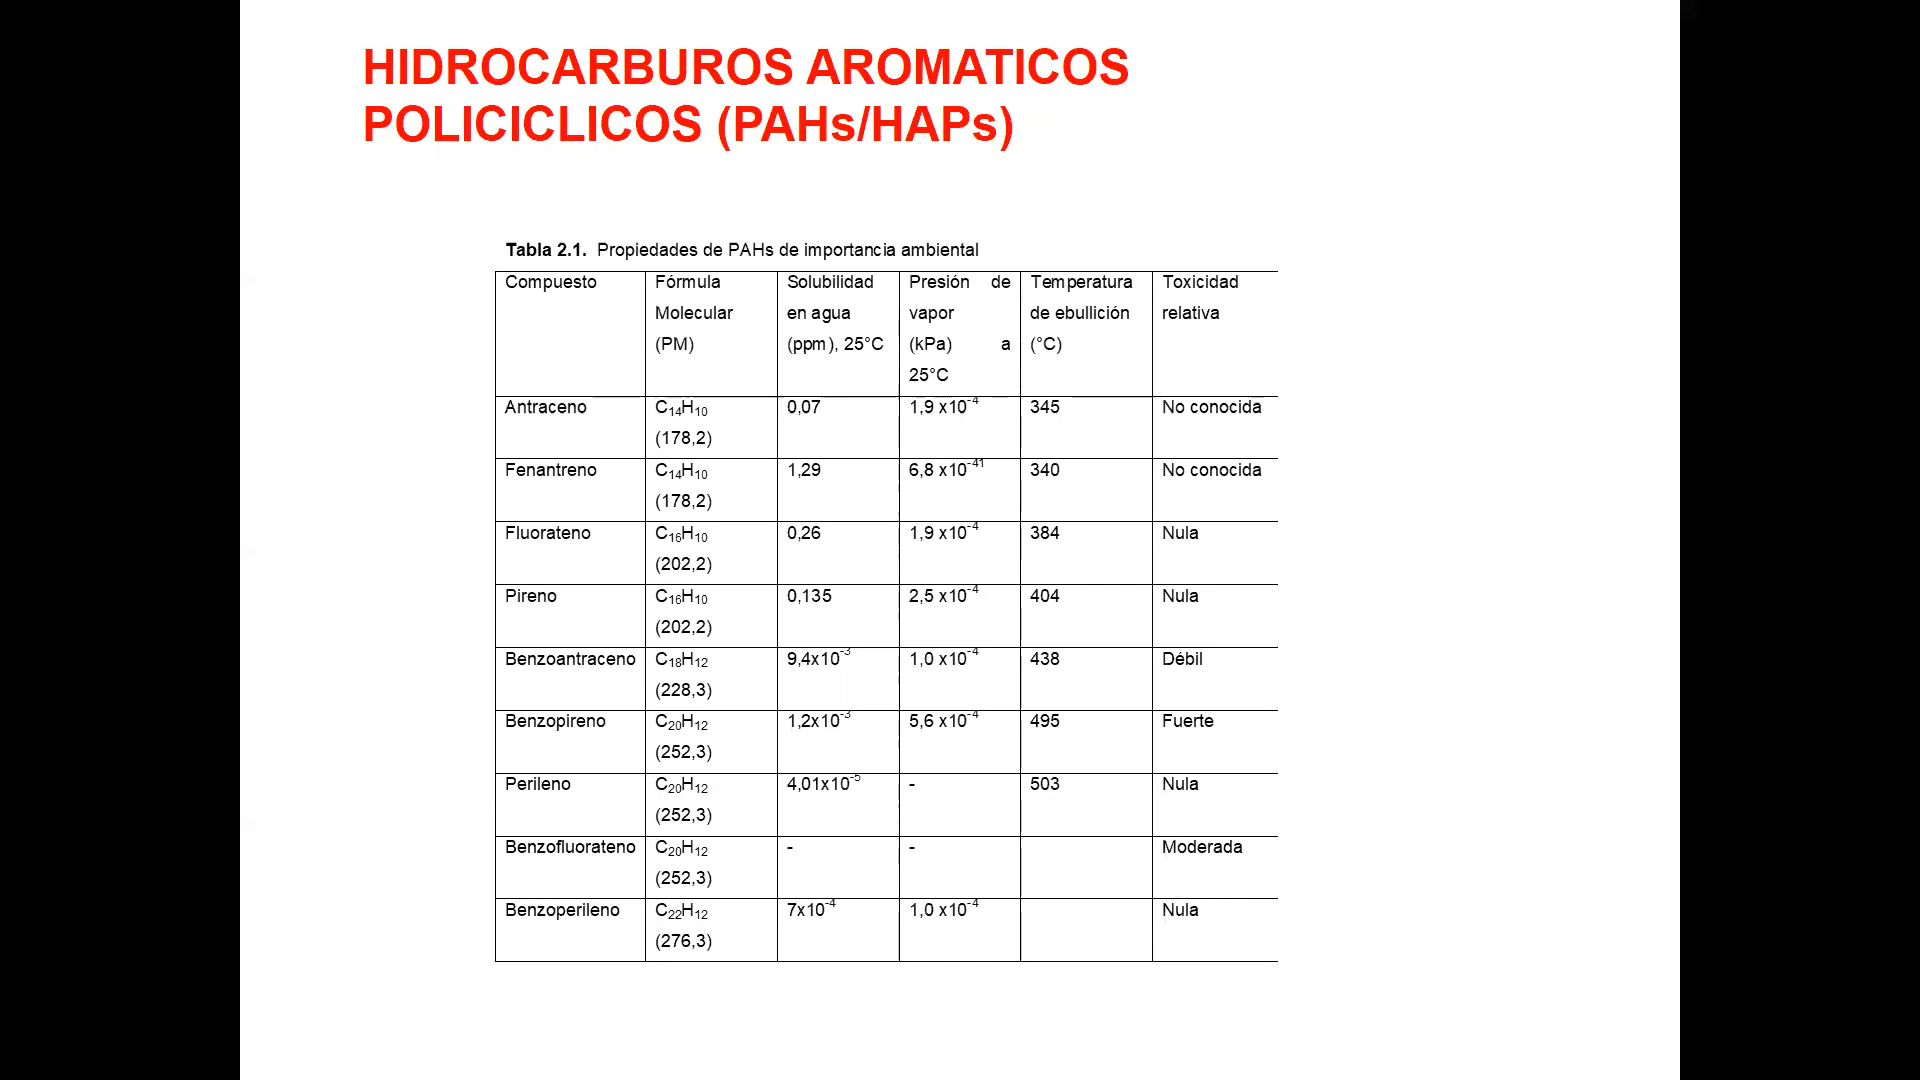 HIDROCARBUROS AROMATICOS
POLICICLICOS (PAHs/HAPs)
Tabla 2.1. Propiedades de PAHs de importancia ambiental
Compuesto
Fórmula
Molecular
(PM)
Solubilidad
en agua
(ppm), 25°C
Presión de
vapor
(kPa) a
25°C
Temperatura
de ebullición
(°C)
Toxicidad
relativa
Antraceno
C₁₄H₁₀
(178,2)
0,07
1,9 x10⁻⁴
345
No conocida
Fenantreno
C₁₄H₁₀
(178,2)
1,29
6,8 x10⁻⁴¹
340
No conocida
Fluorateno
C₁₆H₁₀
(202,2)
0,26
1,9 x10⁻⁴
384
Nula
Pireno
C₁₆H₁₀
(202,2)
0,135
2,5 x10⁻⁴
404
Nula
Benzoantraceno
C₁₈H₁₂
(228,3)
9,4x10⁻³
1,0 x10⁻⁴
438
Débil
Benzopireno
C₂₀H₁₂
(252,3)
1,2x10⁻³
5,6 x10⁻⁴
495
Fuerte
Perileno
C₂₀H₁₂
(252,3)
4,01x10⁻⁵
-
503
Nula
Benzofluorateno
C₂₀H₁₂
(252,3)
-
-
Moderada
Benzoperileno
C₂₂H₁₂
(276,3)
7x10⁻⁴
1,0 x10⁻⁴
Nula